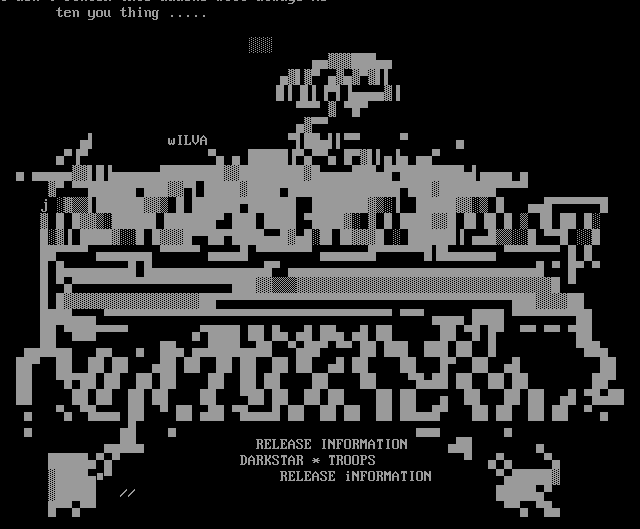 ten you thing .....
wILVA
j
RELEASE INFORMATION
DARKSTAR * TROOPS
RELEASE iNFORMATION
//